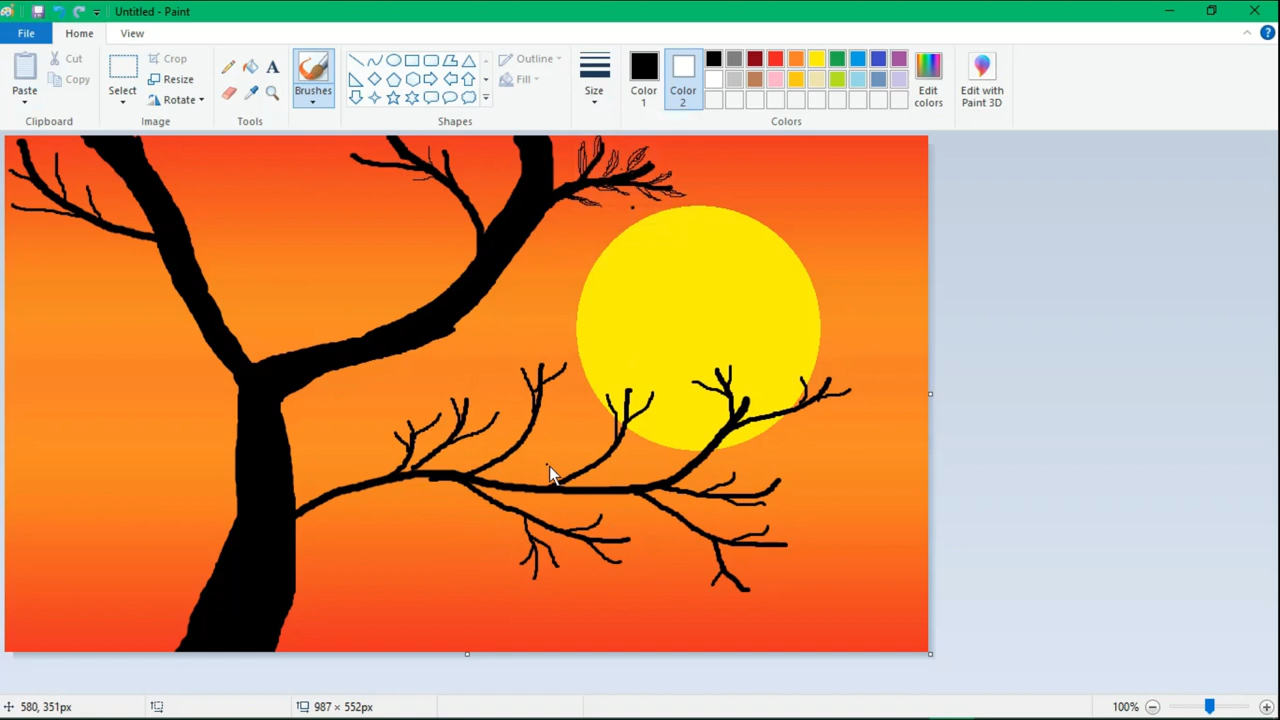 Untitled - Paint
File Home View
Paste
Cut
Copy
Clipboard
Select
Crop
Resize
Rotate
Image
A
Tools
Brushes
Outline
Fill
Shapes
Size
Color
1
Color
2
Edit
colors
Colors
Edit with
Paint 3D
?
580, 351px
987 × 552px
100%